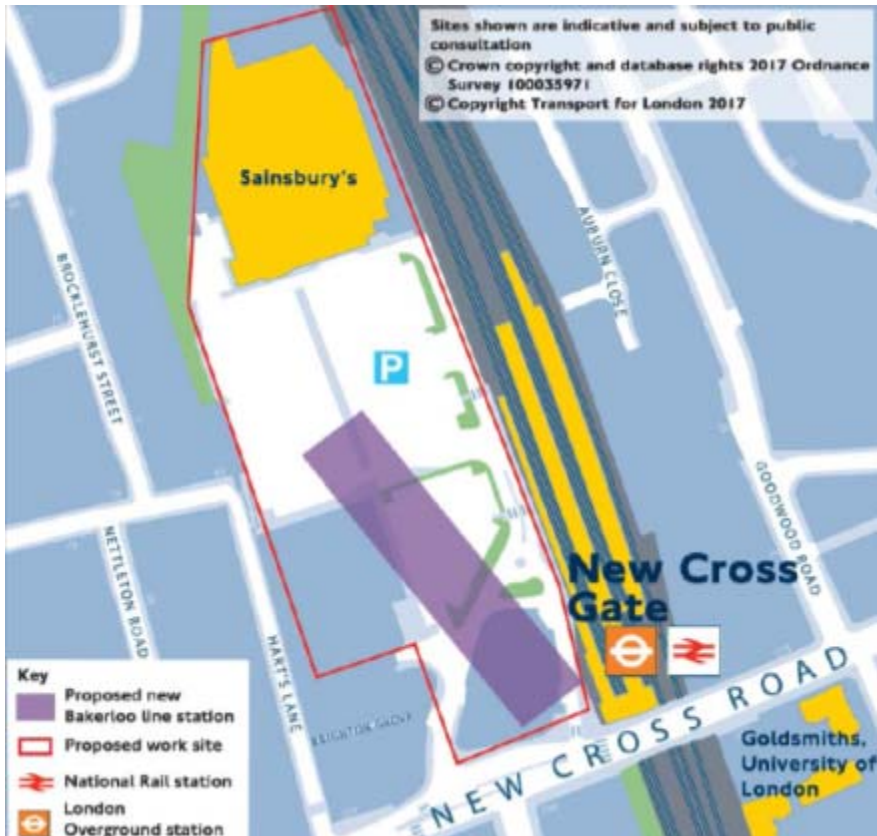 Sites shown are indicative and subject to public
consultation
© Crown copyright and database rights 2017 Ordnance
Survey 100035971
© Copyright Transport for London 2017
Sainsbury's
AUBURN CLOSE
BROCKLEHURST STREET
P
GOODWOOD ROAD
New Cross
Gate
NETTLETON ROAD
HART'S LANE
BRIGHTON GROVE
NEW CROSS ROAD
Goldsmiths,
University of
London
Key
Proposed new
Bakerloo line station
Proposed work site
National Rail station
London
Overground station